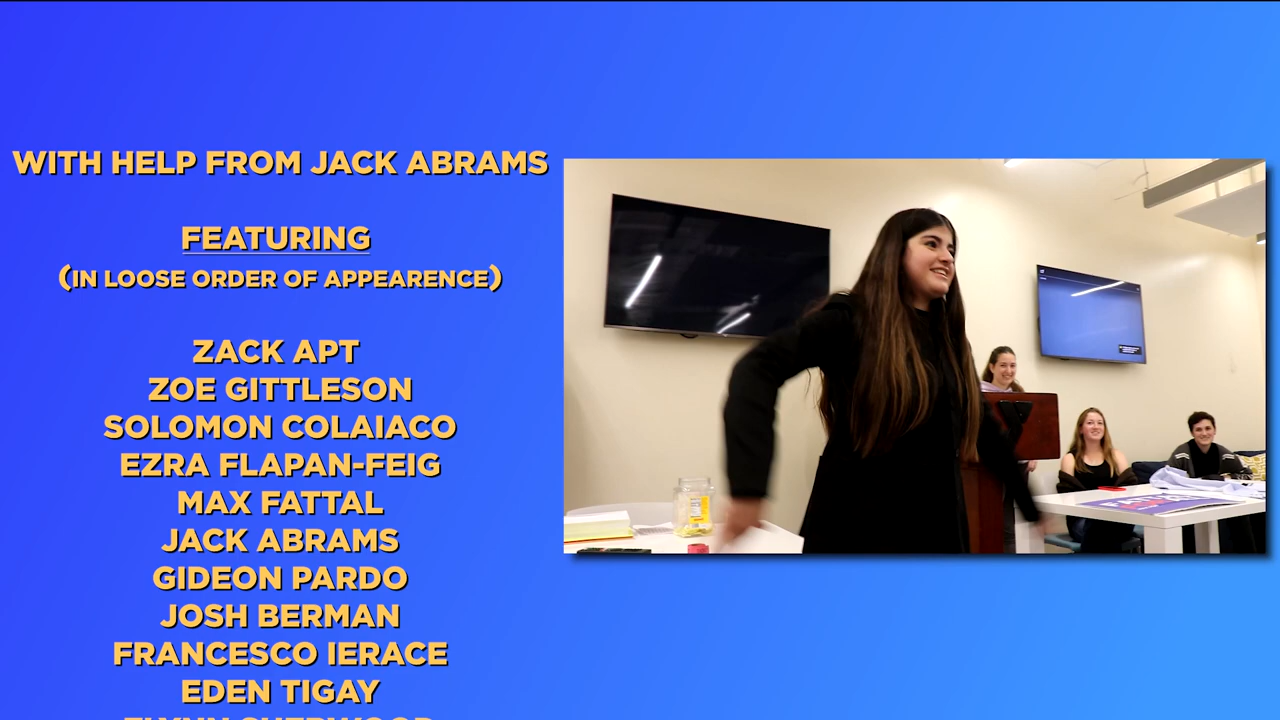 WITH HELP FROM JACK ABRAMS
FEATURING
(IN LOOSE ORDER OF APPEARENCE)
ZACK APT
ZOE GITTLESON
SOLOMON COLAIACO
EZRA FLAPAN-FEIG
MAX FATTAL
JACK ABRAMS
GIDEON PARDO
JOSH BERMAN
FRANCESCO IERACE
EDEN TIGAY